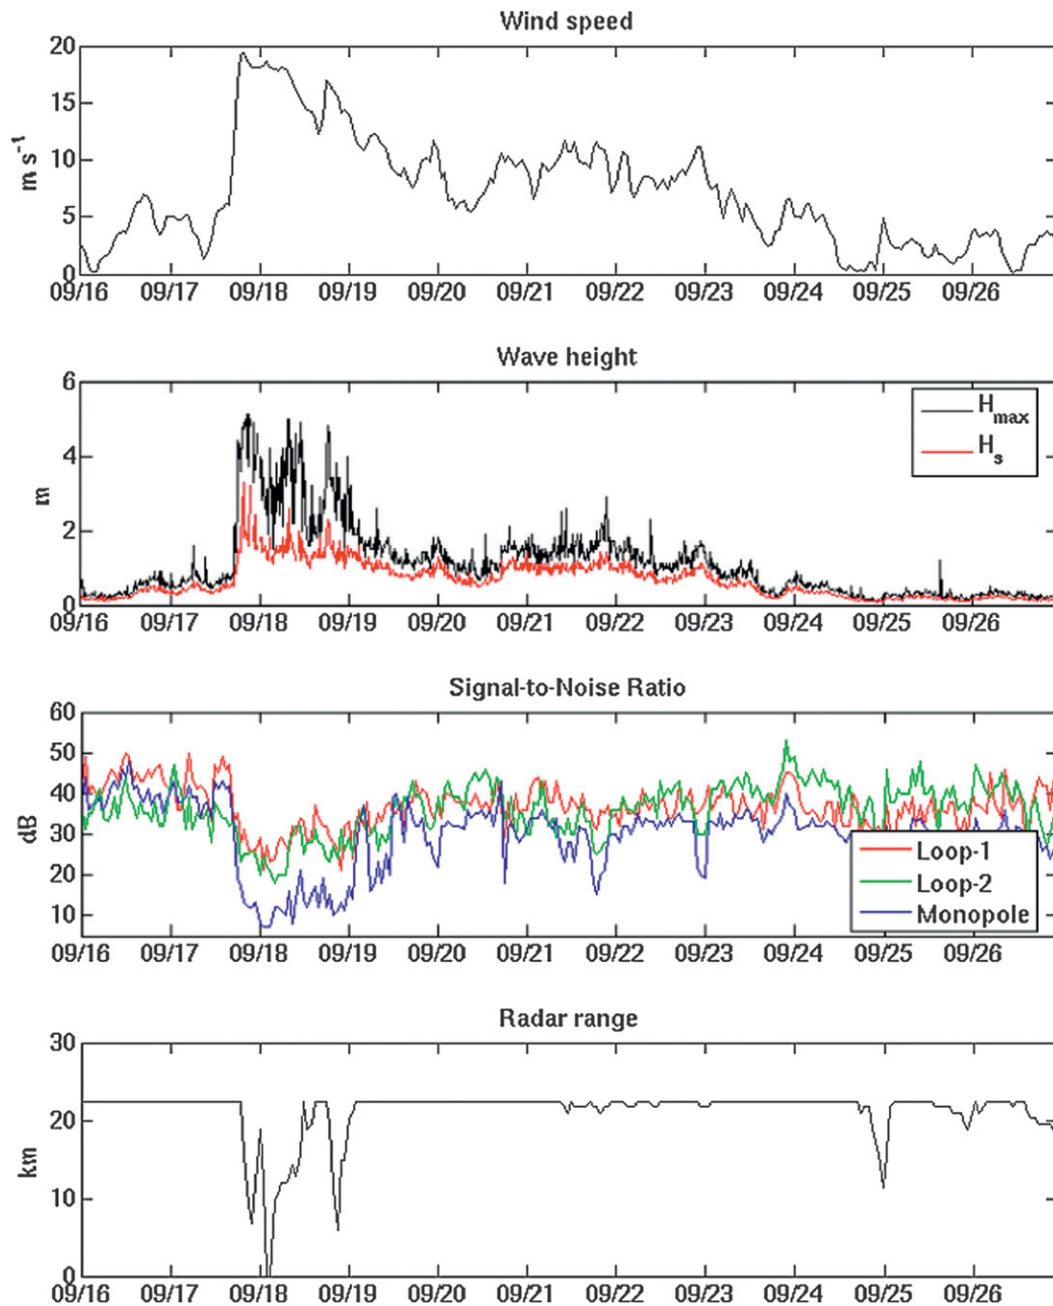 Wind speed
20
15
10
5
0
m s⁻¹
09/16 09/17 09/18 09/19 09/20 09/21 09/22 09/23 09/24 09/25 09/26
Wave height
6
4
2
0
m
Hmax
Hs
09/16 09/17 09/18 09/19 09/20 09/21 09/22 09/23 09/24 09/25 09/26
Signal-to-Noise Ratio
60
50
40
30
20
10
dB
Loop-1
Loop-2
Monopole
09/16 09/17 09/18 09/19 09/20 09/21 09/22 09/23 09/24 09/25 09/26
Radar range
30
20
10
0
km
09/16 09/17 09/18 09/19 09/20 09/21 09/22 09/23 09/24 09/25 09/26